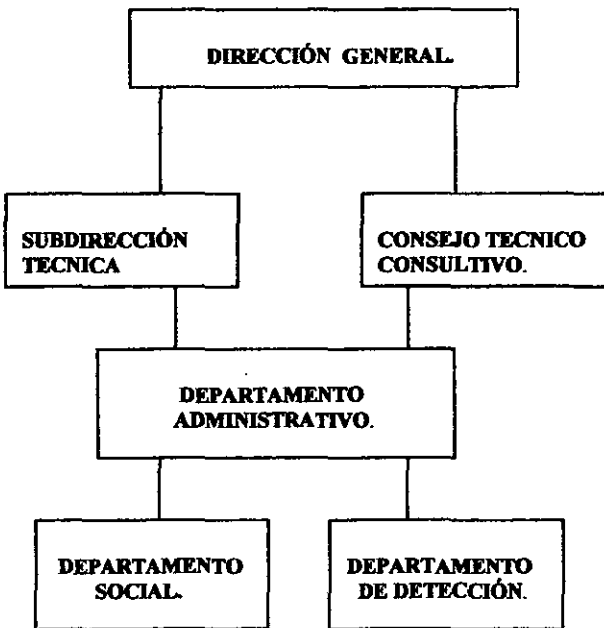 DIRECCIÓN GENERAL.
SUBDIRECCIÓN
TECNICA
CONSEJO TECNICO
CONSULTIVO.
DEPARTAMENTO
ADMINISTRATIVO.
DEPARTAMENTO
SOCIAL.
DEPARTAMENTO
DE DETECCIÓN.